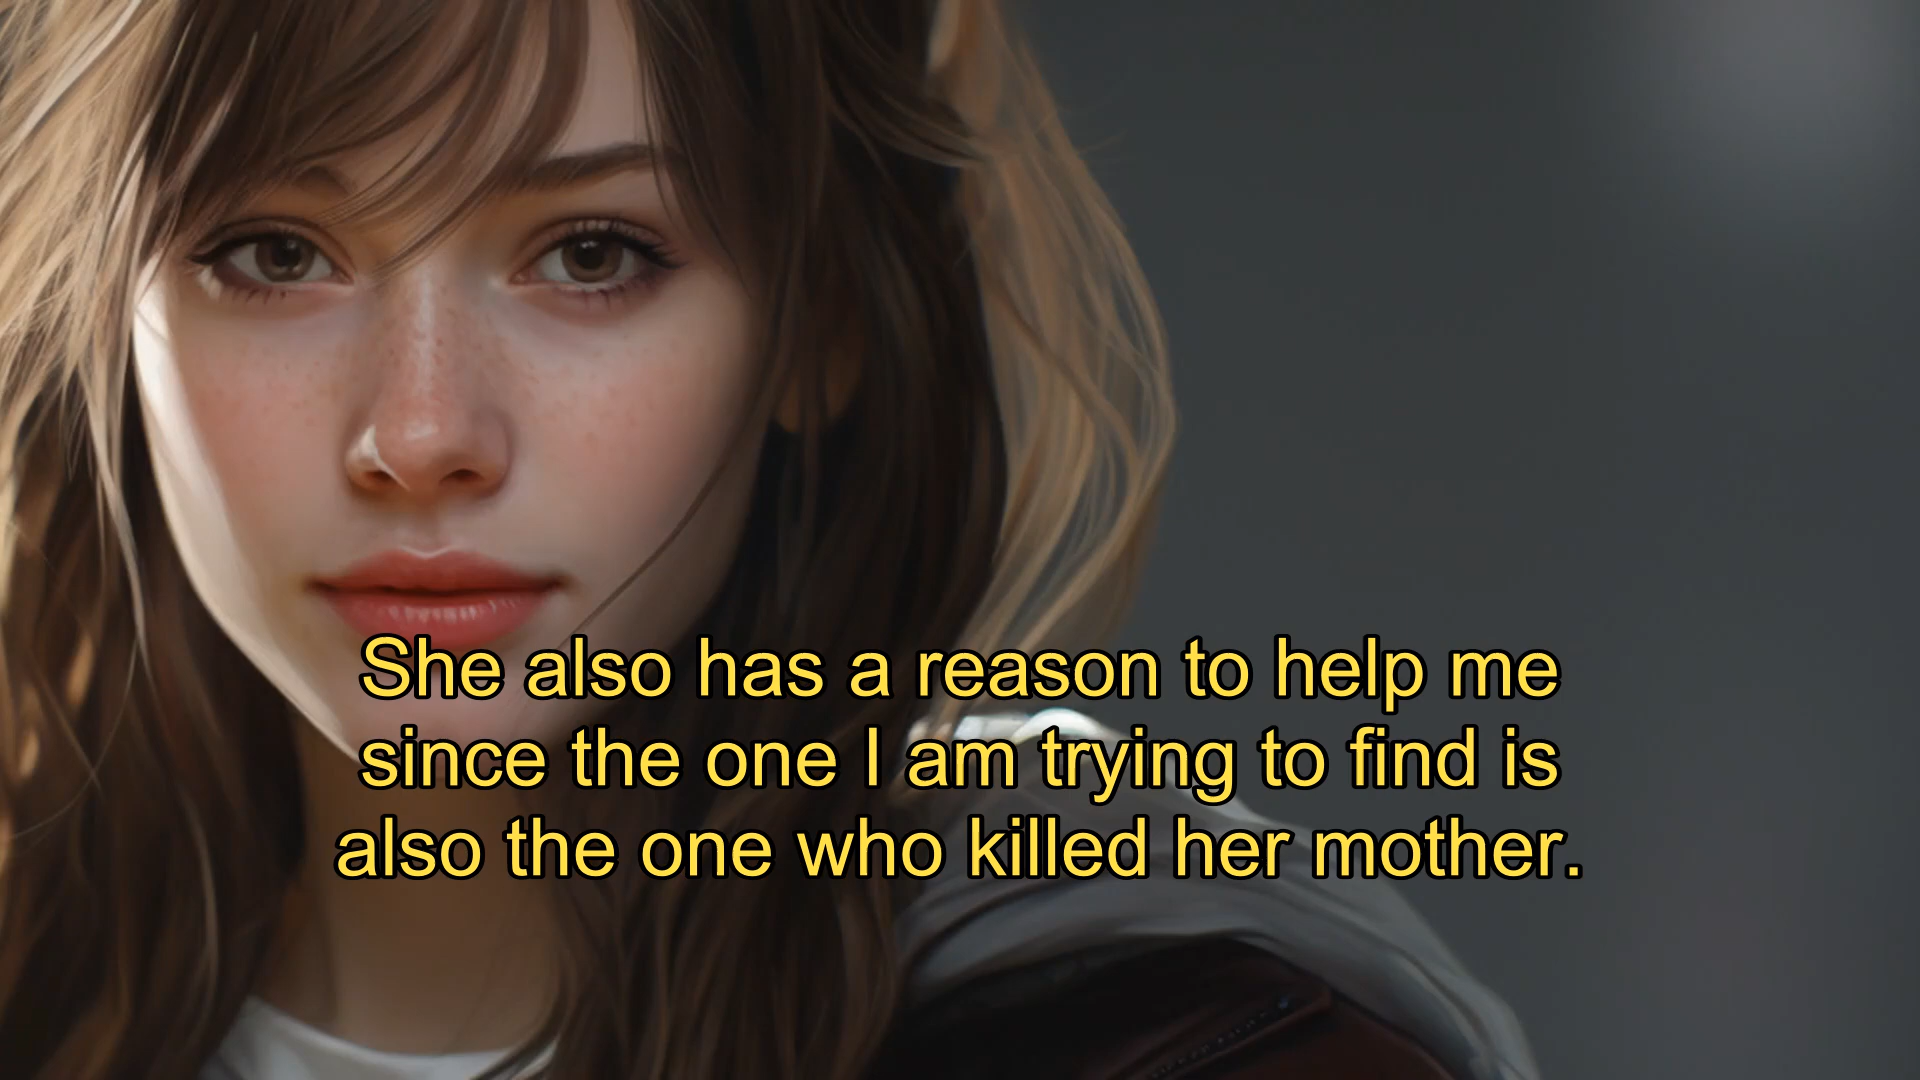 She also has a reason to help me
since the one I am trying to find is
also the one who killed her mother.